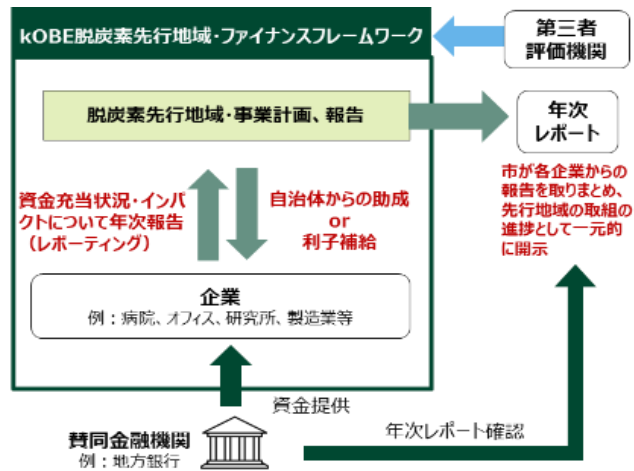 kOBE脱炭素先行地域・ファイナンスフレームワーク
第三者
評価機関
脱炭素先行地域・事業計画、報告
年次
レポート
資金充当状況・インパ
クトについて年次報告
（レポーティング）
自治体からの助成
or
利子補給
市が各企業からの
報告を取りまとめ、
先行地域の取組の
進捗として一元的
に開示
企業
例：病院、オフィス、研究所、製造業等
資金提供
賛同金融機関
例：地方銀行
年次レポート確認